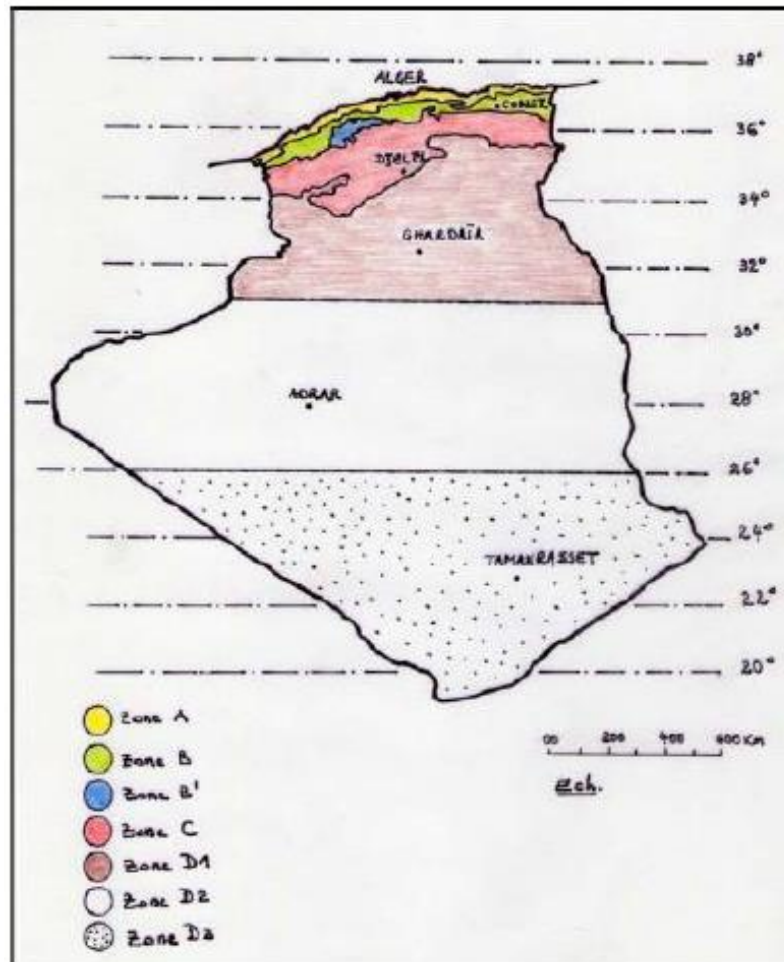 38°
ALGER
36°
DJELFA
34°
GHARDAÏA
32°
30°
ADRAR
28°
26°
24°
TAMANRASSET
22°
20°
Zone A
Zone B
Zone B'
Zone C
Zone D1
Zone D2
Zone D3
00 200 400 600 Km
Ech.